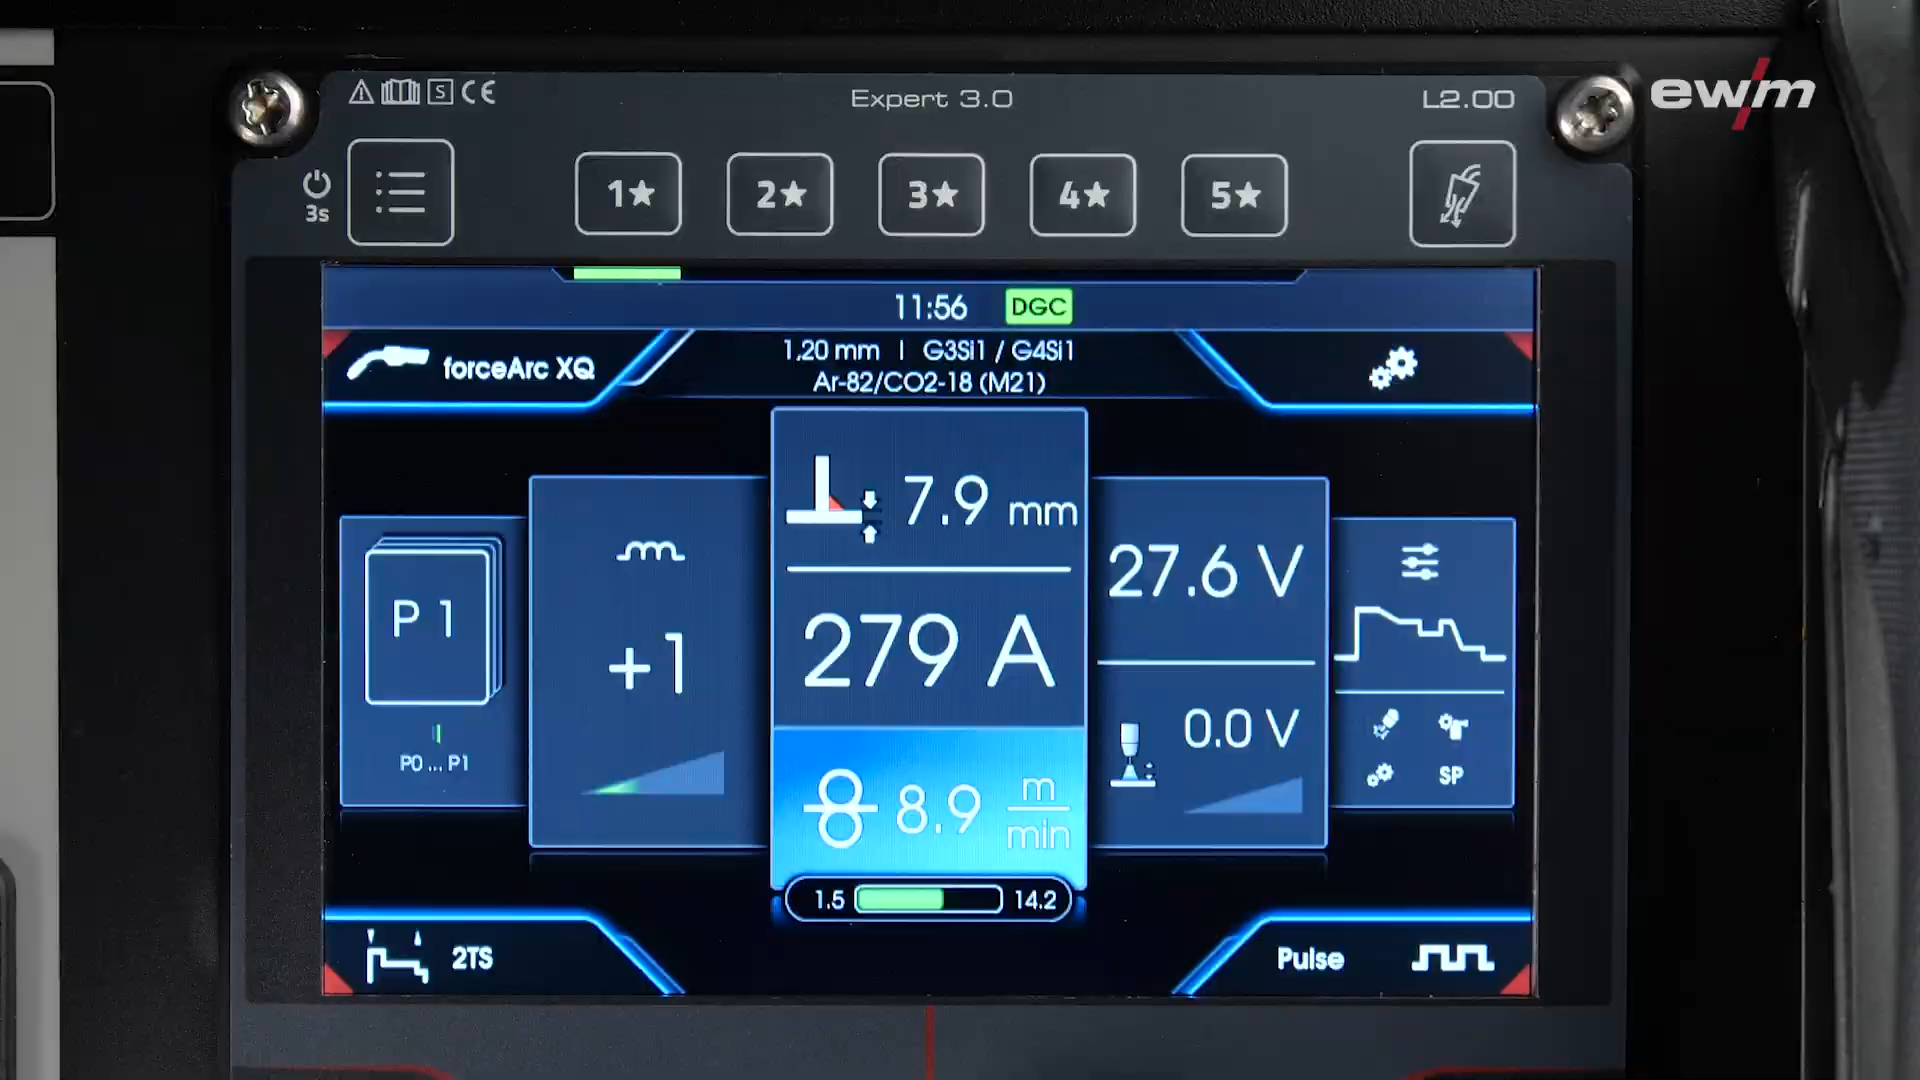 S CE
Expert 3.0
L2.00
ewm
3s
1★
2★
3★
4★
5★
11:56 DGC
forceArc XQ
1,20 mm | G3Si1 / G4Si1
Ar-82/CO2-18 (M21)
P 1
P0 ... P1
+1
7.9 mm
279 A
8.9 m/min
1.5
14.2
27.6 V
0.0 V
SP
2TS
Pulse